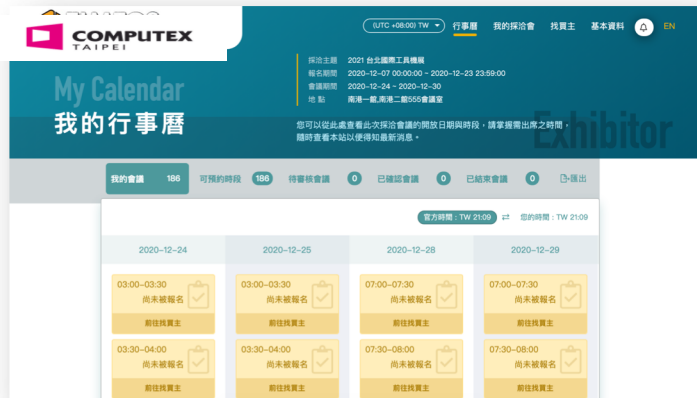 COMPUTEX
TAIPEI
(UTC +08:00) TW
行事曆
我的採洽會
找買主
基本資料
EN
My Calendar
我的行事曆
採洽主題 2021 台北國際工具機展
報名期間 2020-12-07 00:00:00 ~ 2020-12-23 23:59:00
會議期間 2020-12-24 ~ 2020-12-30
地 點 南港一館,南港二館555會議室
您可以從此處查看此次採洽會議的開放日期與時段,請掌握需出席之時間,
隨時查看本站以便得知最新消息。
Exhibitor
我的會議 186
可預約時段 186
待審核會議 0
已確認會議 0
已結束會議 0
匯出
官方時間 : TW 21:09
您的時間 : TW 21:09
2020-12-24
2020-12-25
2020-12-28
2020-12-29
03:00-03:30
尚未被報名
前往找買主
03:00-03:30
尚未被報名
前往找買主
07:00-07:30
尚未被報名
前往找買主
07:00-07:30
尚未被報名
前往找買主
03:30-04:00
尚未被報名
前往找買主
03:30-04:00
尚未被報名
前往找買主
07:30-08:00
尚未被報名
前往找買主
07:30-08:00
尚未被報名
前往找買主